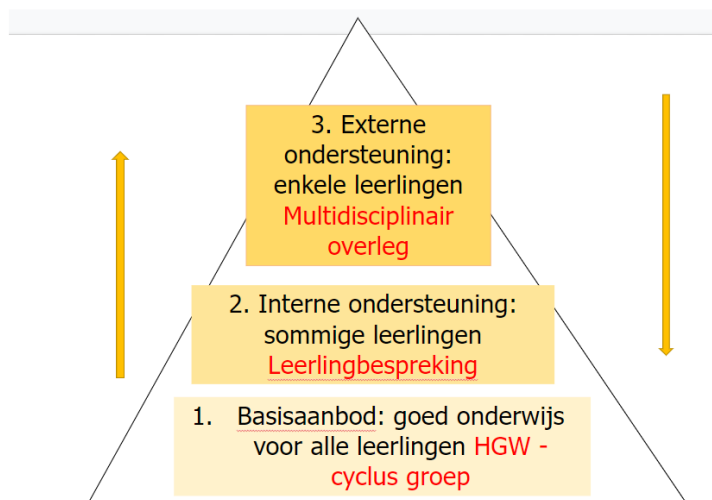 3. Externe
ondersteuning:
enkele leerlingen
Multidisciplinair
overleg
2. Interne ondersteuning:
sommige leerlingen
Leerlingbespreking
1. Basisaanbod: goed onderwijs
voor alle leerlingen HGW -
cyclus groep